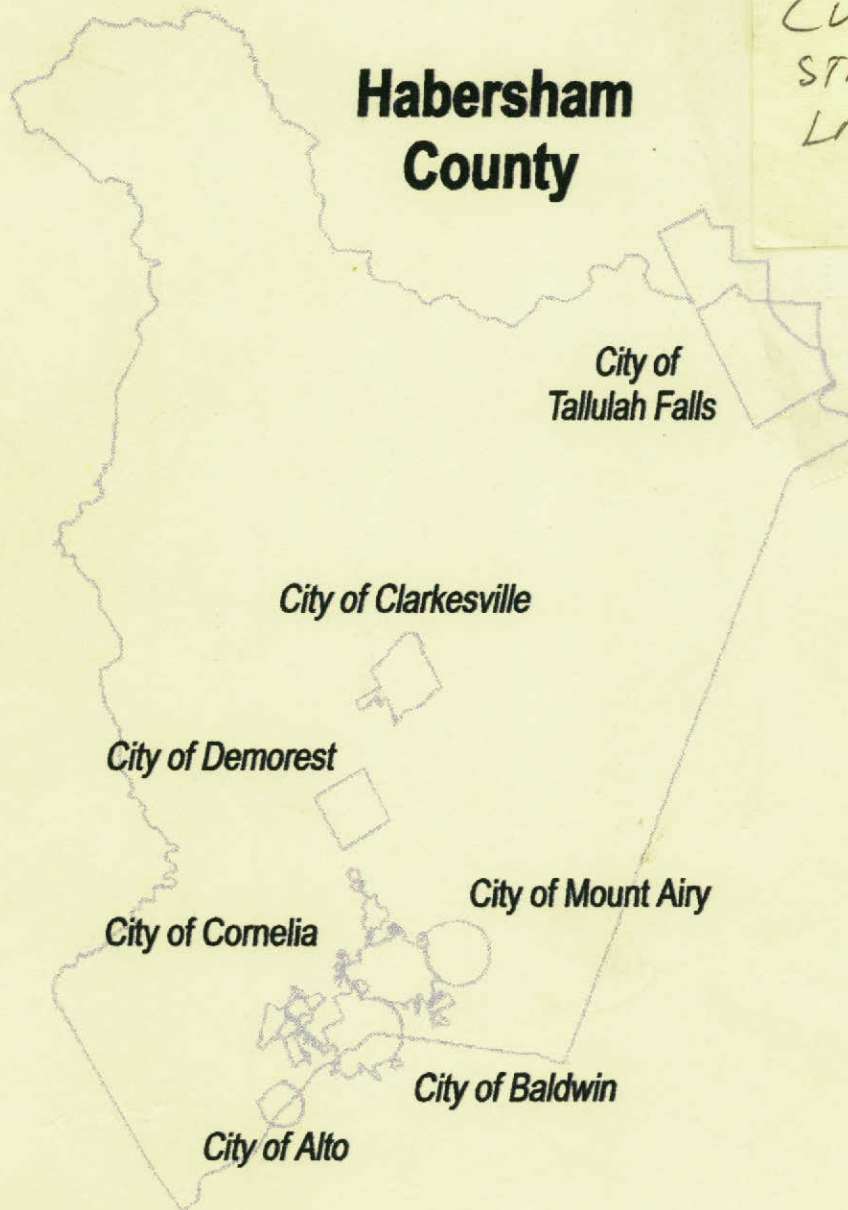 Habersham
County
City of
Tallulah Falls
City of Clarkesville
City of Demorest
City of Mount Airy
City of Cornelia
City of Baldwin
City of Alto